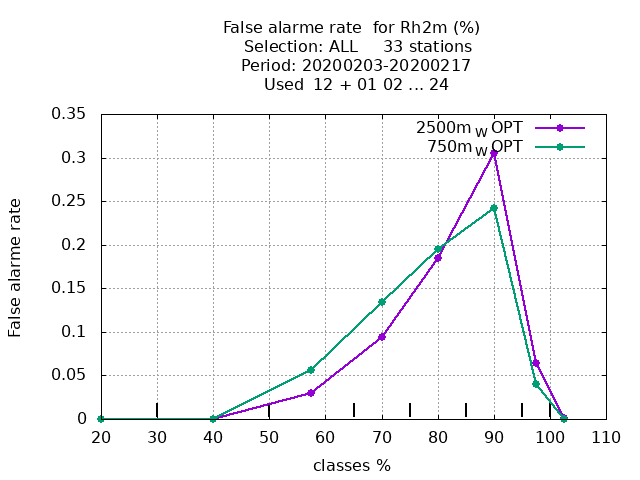 False alarme rate  for Rh2m (%)
Selection: ALL     33 stations
Period: 20200203-20200217
Used  12 + 01 02 ... 24
0.35
0.3
0.25
0.2
0.15
0.1
0.05
0
False alarme rate
2500m W OPT
750m W OPT
20 30 40 50 60 70 80 90 100 110
classes %